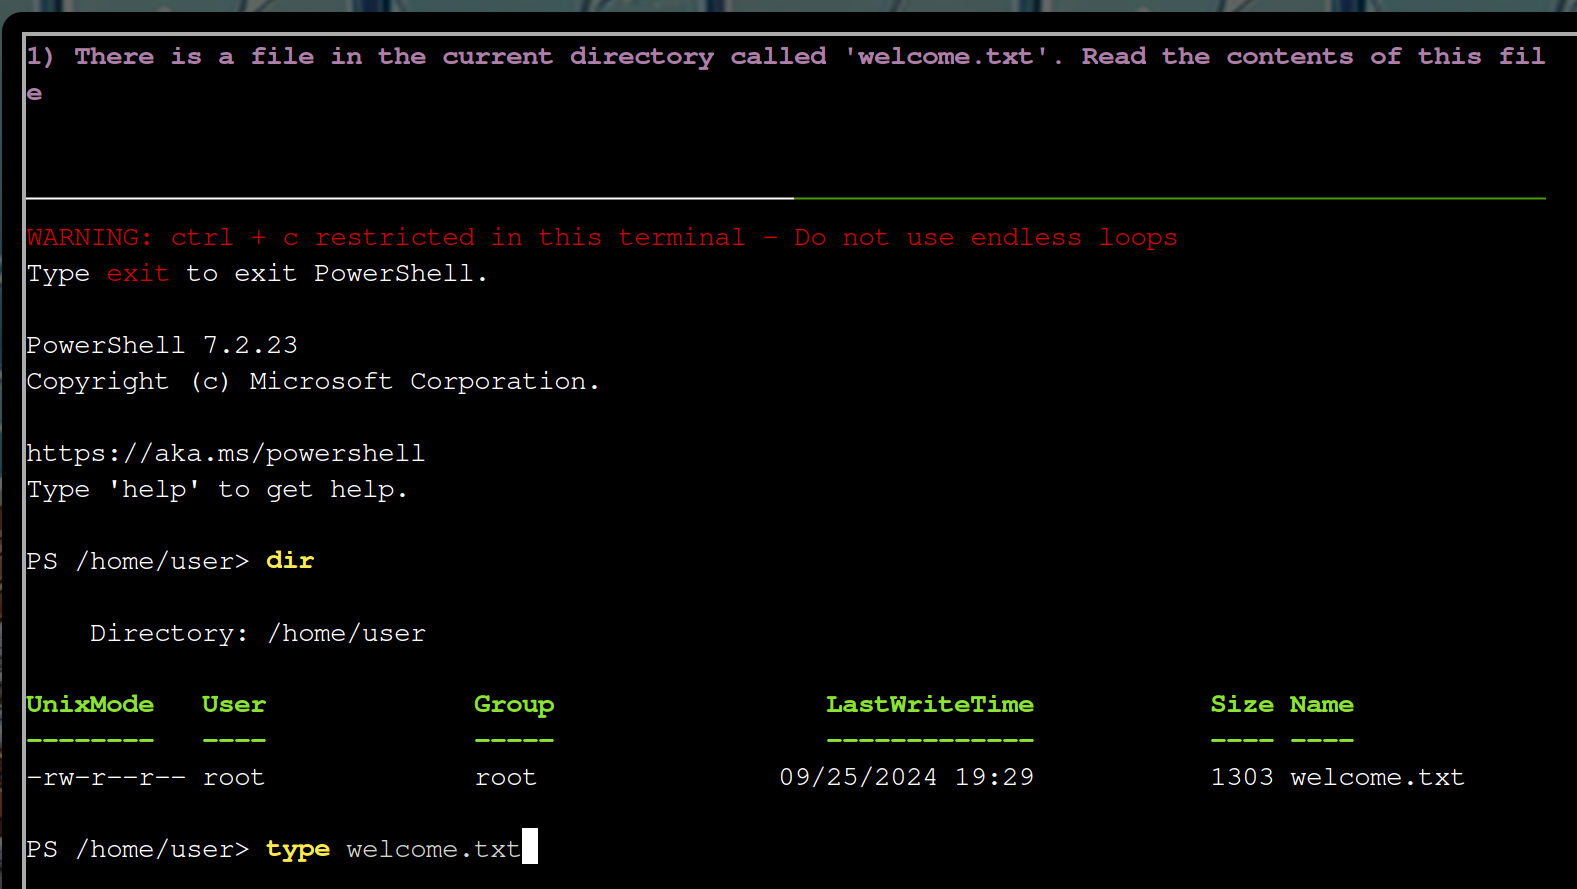 1) There is a file in the current directory called 'welcome.txt'. Read the contents of this fil
e
WARNING: ctrl + c restricted in this terminal - Do not use endless loops
Type exit to exit PowerShell.
PowerShell 7.2.23
Copyright (c) Microsoft Corporation.
https://aka.ms/powershell
Type 'help' to get help.
PS /home/user> dir
Directory: /home/user
UnixMode   User             Group                 LastWriteTime           Size Name
--------   ----             -----                 -------------           ---- ----
-rw-r--r-- root             root               09/25/2024 19:29           1303 welcome.txt
PS /home/user> type welcome.txt